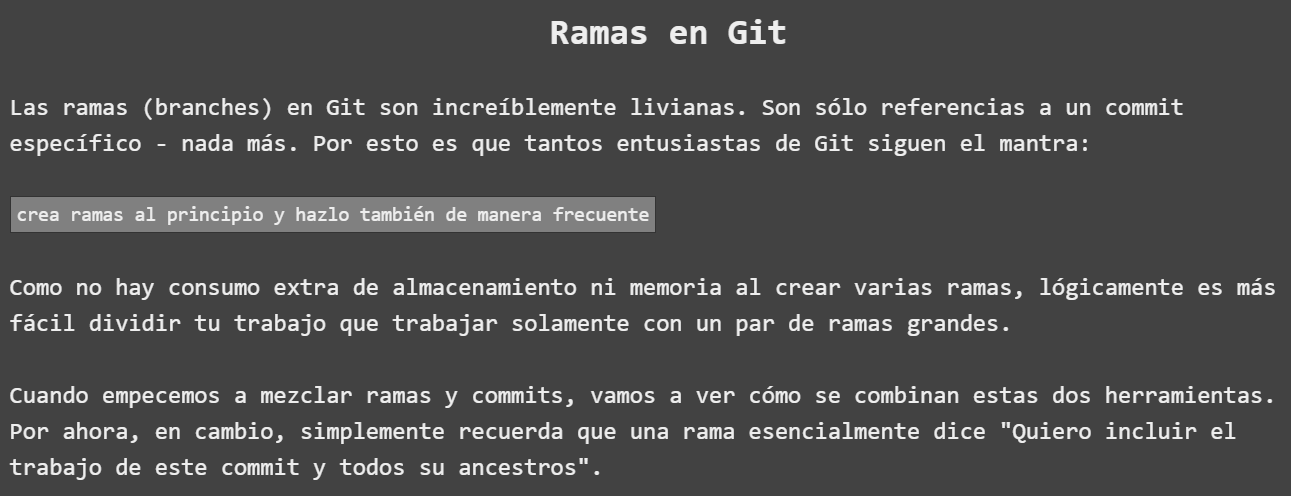 Ramas en Git
Las ramas (branches) en Git son increíblemente livianas. Son sólo referencias a un commit
específico - nada más. Por esto es que tantos entusiastas de Git siguen el mantra:
crea ramas al principio y hazlo también de manera frecuente
Como no hay consumo extra de almacenamiento ni memoria al crear varias ramas, lógicamente es más
fácil dividir tu trabajo que trabajar solamente con un par de ramas grandes.
Cuando empecemos a mezclar ramas y commits, vamos a ver cómo se combinan estas dos herramientas.
Por ahora, en cambio, simplemente recuerda que una rama esencialmente dice "Quiero incluir el
trabajo de este commit y todos su ancestros".